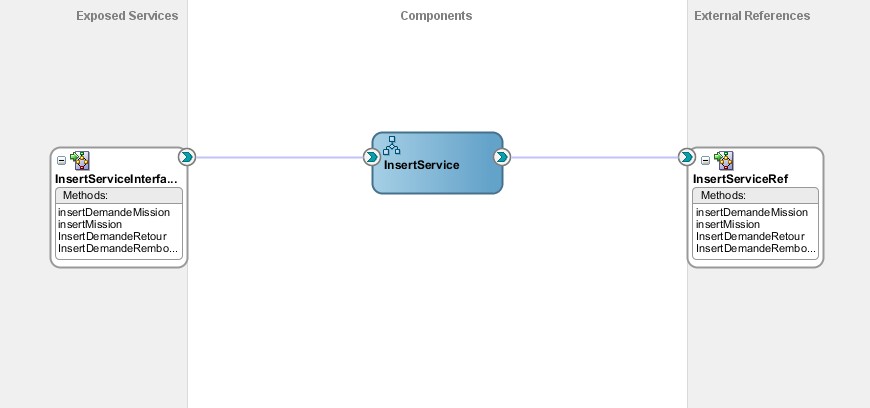 Exposed Services
Components
External References
InsertServiceInterfa...
Methods:
insertDemandeMission
insertMission
InsertDemandeRetour
InsertDemandeRembo...
InsertService
InsertServiceRef
Methods:
insertDemandeMission
insertMission
InsertDemandeRetour
InsertDemandeRembo...